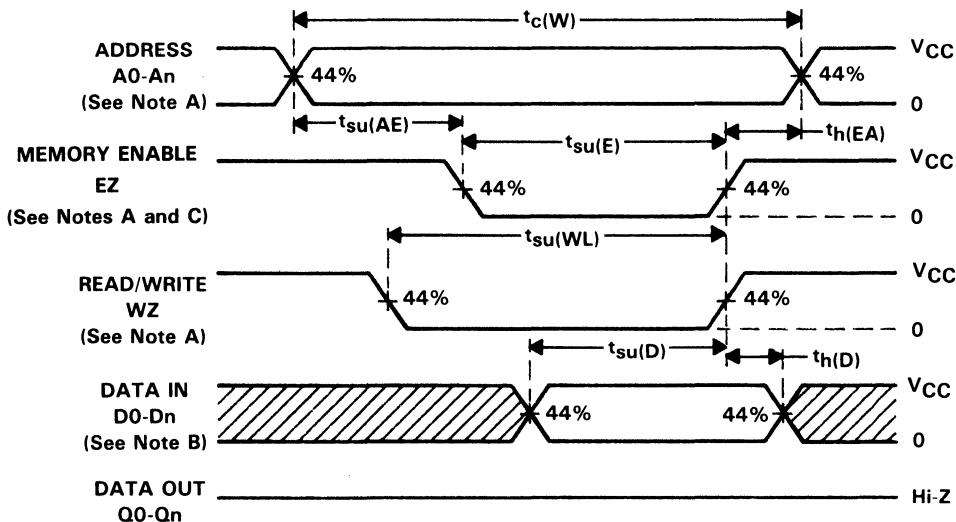 tc(W)
ADDRESS
A0-An
(See Note A)
44%
44%
VCC
0
tsu(AE)
tsu(E)
th(EA)
MEMORY ENABLE
EZ
(See Notes A and C)
44%
44%
VCC
0
tsu(WL)
READ/WRITE
WZ
(See Note A)
44%
44%
VCC
0
tsu(D)
th(D)
DATA IN
D0-Dn
(See Note B)
44%
44%
VCC
0
DATA OUT
Q0-Qn
Hi-Z